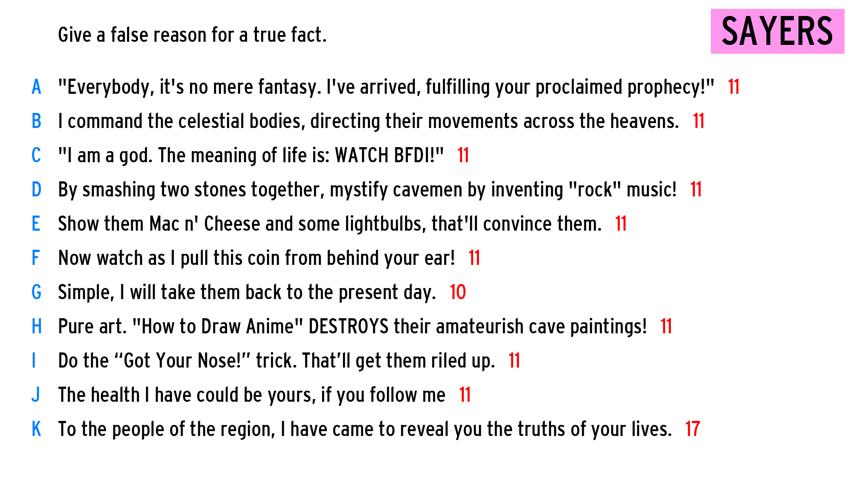 Give a false reason for a true fact.
SAYERS
A "Everybody, it's no mere fantasy. I've arrived, fulfilling your proclaimed prophecy!" 11
B I command the celestial bodies, directing their movements across the heavens. 11
C "I am a god. The meaning of life is: WATCH BFDI!" 11
D By smashing two stones together, mystify cavemen by inventing "rock" music! 11
E Show them Mac n' Cheese and some lightbulbs, that'll convince them. 11
F Now watch as I pull this coin from behind your ear! 11
G Simple, I will take them back to the present day. 10
H Pure art. "How to Draw Anime" DESTROYS their amateurish cave paintings! 11
I Do the “Got Your Nose!” trick. That’ll get them riled up. 11
J The health I have could be yours, if you follow me 11
K To the people of the region, I have came to reveal you the truths of your lives. 17